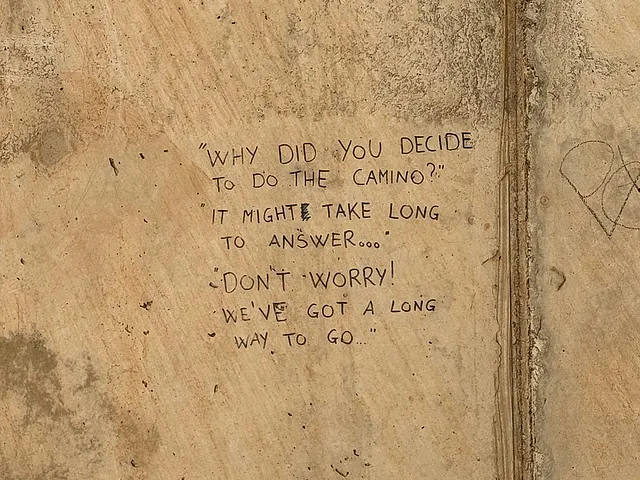 "WHY DID YOU DECIDE
TO DO THE CAMINO?"
"IT MIGHT TAKE LONG
TO ANSWER..."
"DON'T WORRY!
WE'VE GOT A LONG
WAY TO GO..."